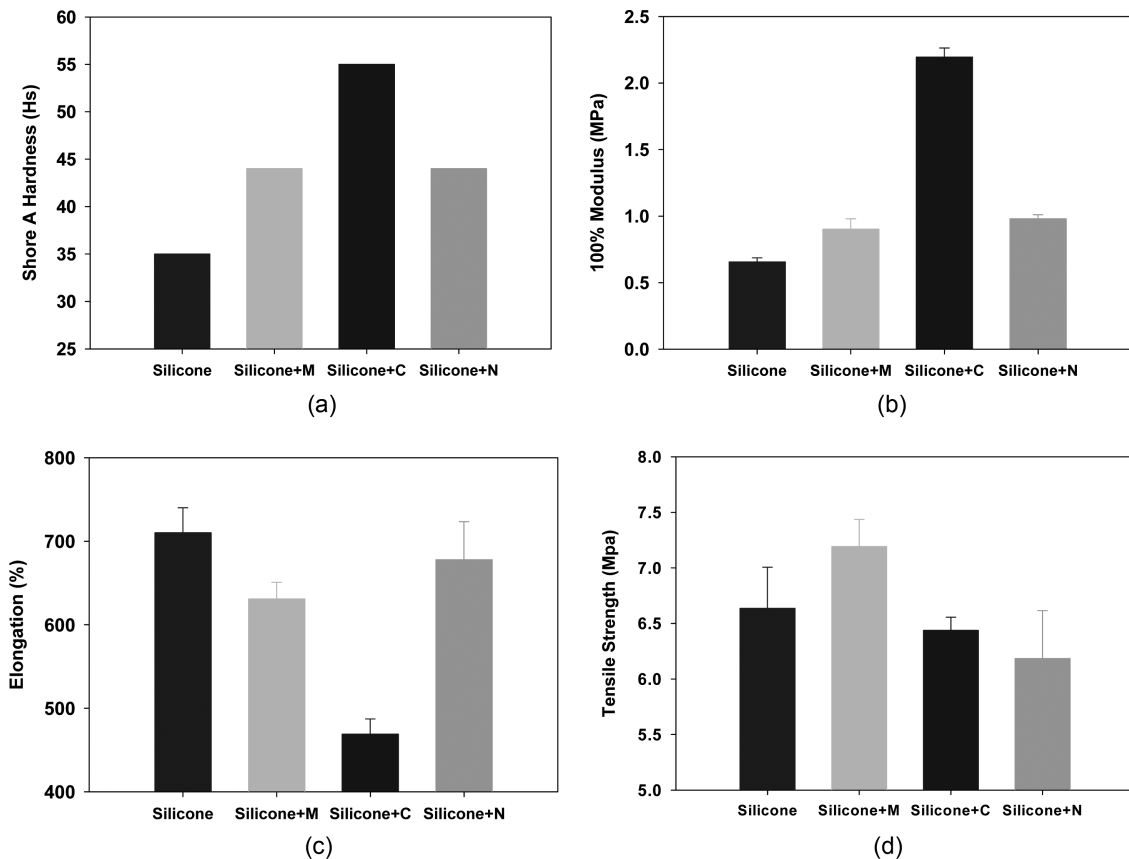 60
55
50
45
40
35
30
25
Shore A Hardness (Hs)
Silicone Silicone+M Silicone+C Silicone+N
(a)
2.5
2.0
1.5
1.0
0.5
0.0
100% Modulus (MPa)
Silicone Silicone+M Silicone+C Silicone+N
(b)
800
700
600
500
400
Elongation (%)
Silicone Silicone+M Silicone+C Silicone+N
(c)
8.0
7.5
7.0
6.5
6.0
5.5
5.0
Tensile Strength (Mpa)
Silicone Silicone+M Silicone+C Silicone+N
(d)